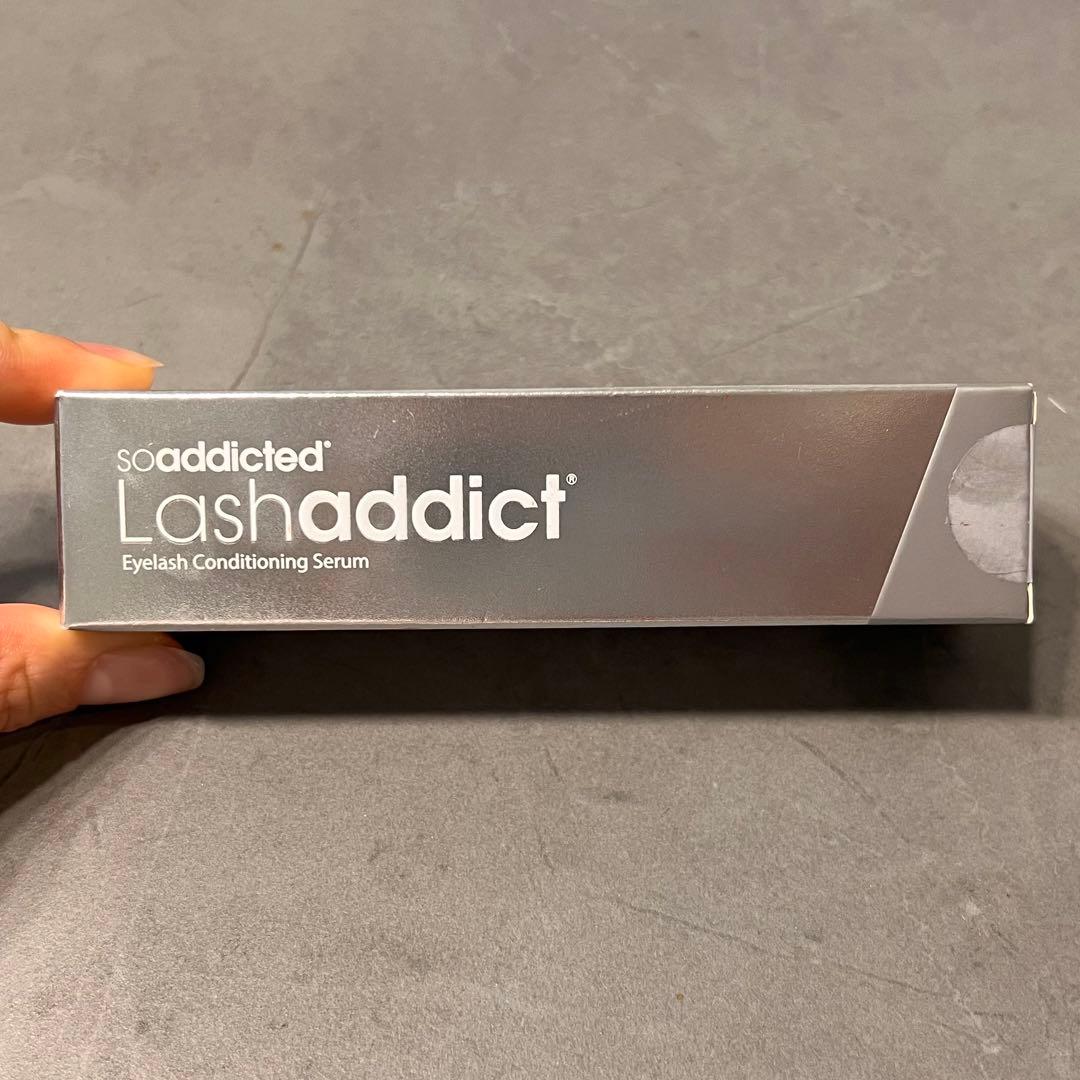 soaddicted®
Lashaddict®
Eyelash Conditioning Serum